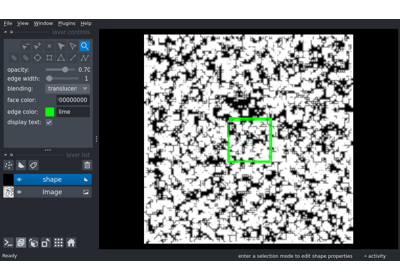 File View Window Plugins Help
layer controls
opacity: 0.70
edge width: 1
blending: translucen
face color: 00000000
edge color: lime
display text:
layer list
shape
Image
Ready enter a selection mode to edit shape properties activity